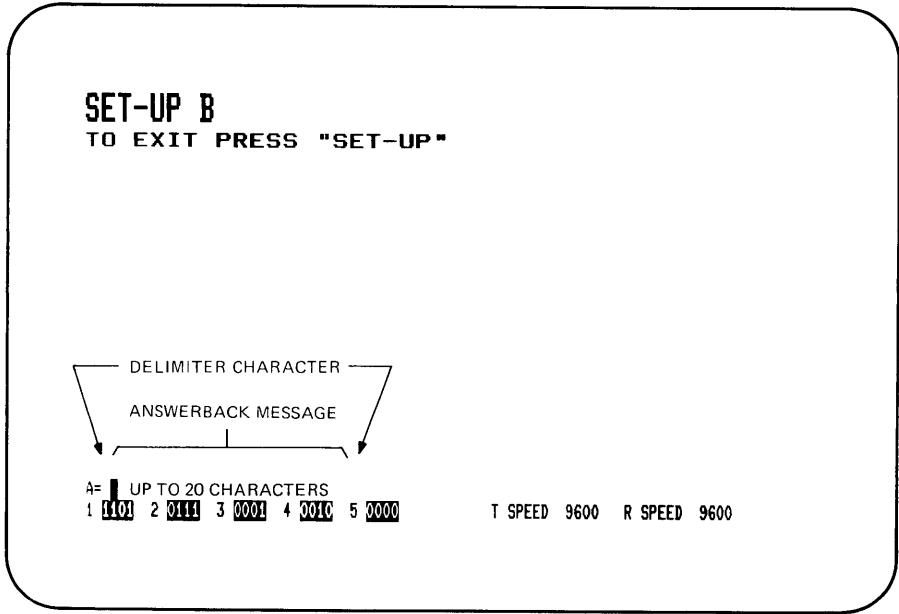 SET-UP B
TO EXIT PRESS "SET-UP"
DELIMITER CHARACTER
ANSWERBACK MESSAGE
A= UP TO 20 CHARACTERS
1 1101 2 0111 3 0001 4 0010 5 0000 T SPEED 9600 R SPEED 9600